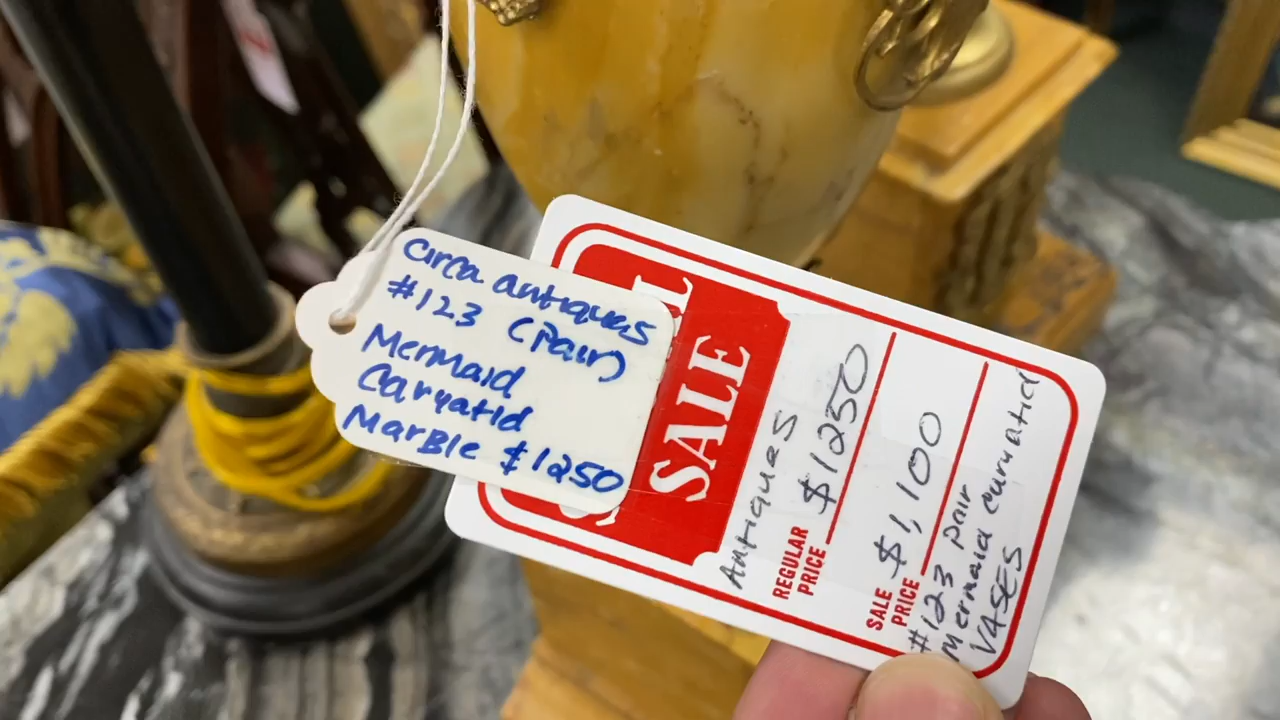 Circa antiques
#123 (Pair)
Mermaid
Caryatid
Marble $1250
SALE
Antiques
REGULAR
PRICE $1250
SALE
PRICE $1,100
#123 pair
Mermaid caryatid
VASES